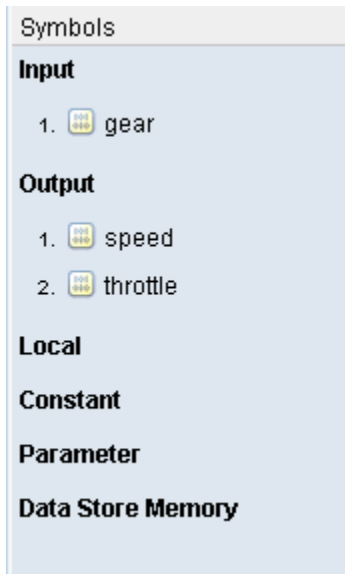 Symbols
Input
1. gear
Output
1. speed
2. throttle
Local
Constant
Parameter
Data Store Memory